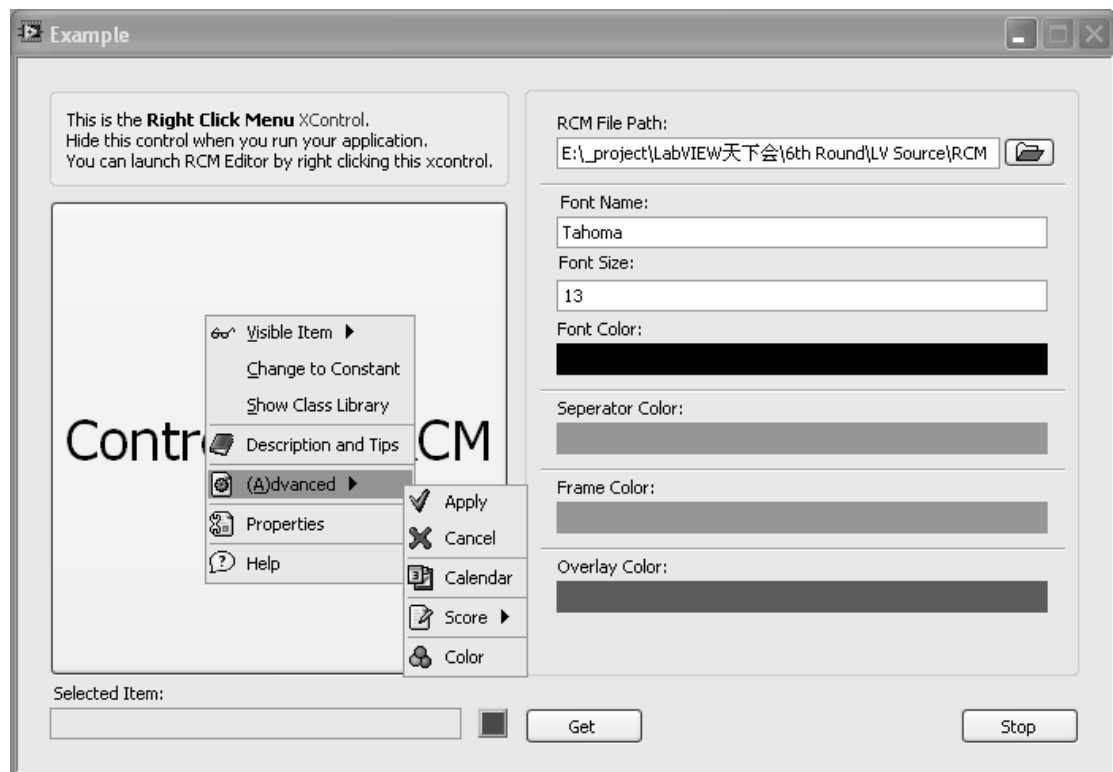 Example
This is the Right Click Menu XControl.
Hide this control when you run your application.
You can launch RCM Editor by right clicking this xcontrol.
Contr CM
Visible Item
Change to Constant
Show Class Library
Description and Tips
(A)dvanced
Properties
Help
Apply
Cancel
Calendar
Score
Color
Selected Item:
RCM File Path:
E:\_project\LabVIEW天下会\6th Round\LV Source\RCM
Font Name:
Tahoma
Font Size:
13
Font Color:
Seperator Color:
Frame Color:
Overlay Color:
Get
Stop